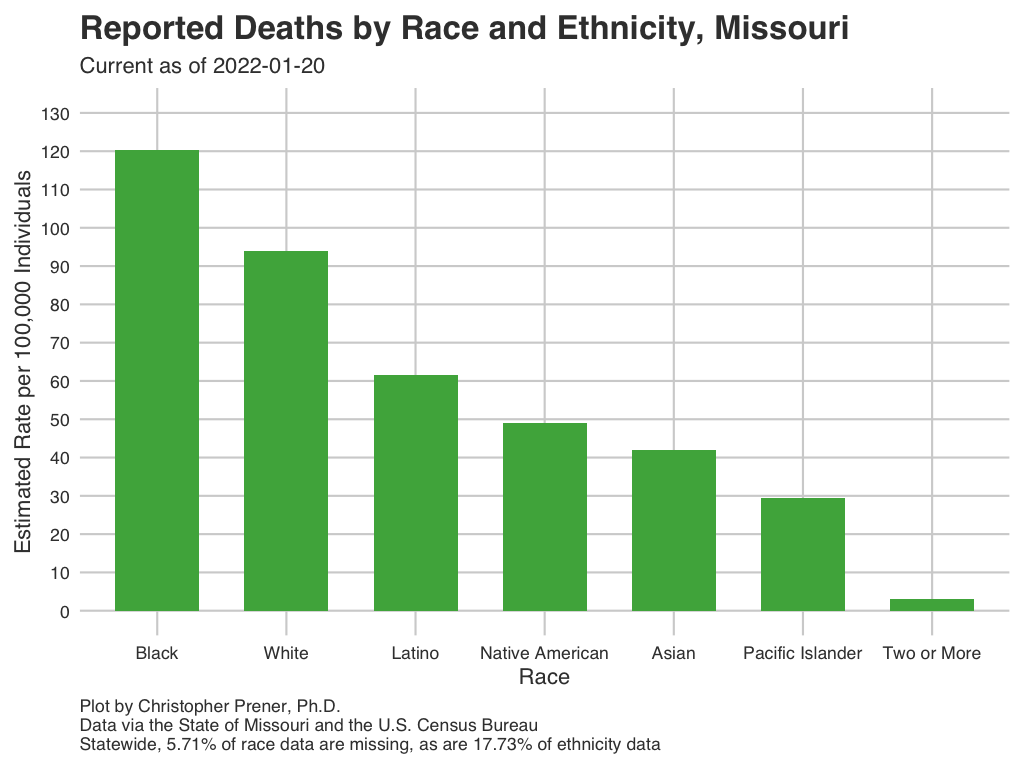 Reported Deaths by Race and Ethnicity, Missouri
Current as of 2022-01-20
Estimated Rate per 100,000 Individuals
130
120
110
100
90
80
70
60
50
40
30
20
10
0
Black White Latino Native American Asian Pacific Islander Two or More
Race
Plot by Christopher Prener, Ph.D.
Data via the State of Missouri and the U.S. Census Bureau
Statewide, 5.71% of race data are missing, as are 17.73% of ethnicity data